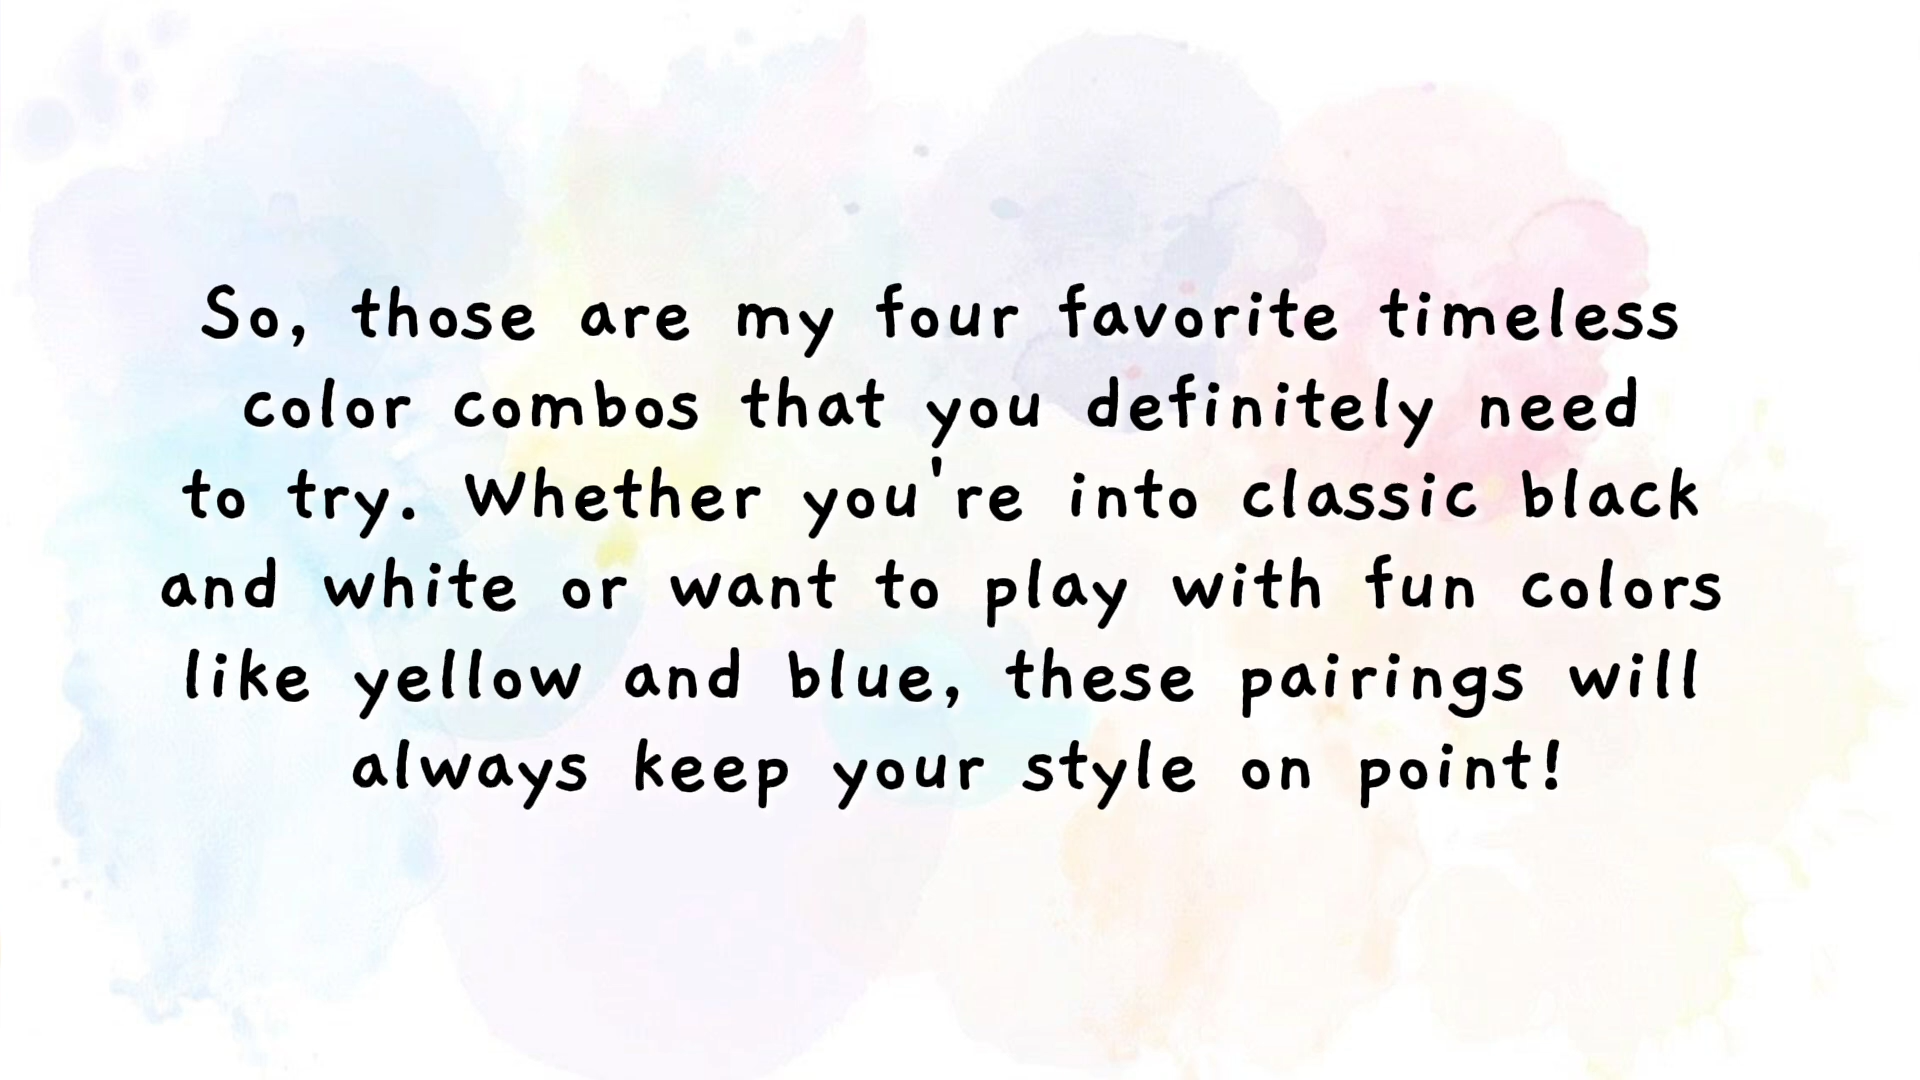 So, those are my four favorite timeless
color combos that you definitely need
to try. Whether you're into classic black
and white or want to play with fun colors
like yellow and blue, these pairings will
always keep your style on point!